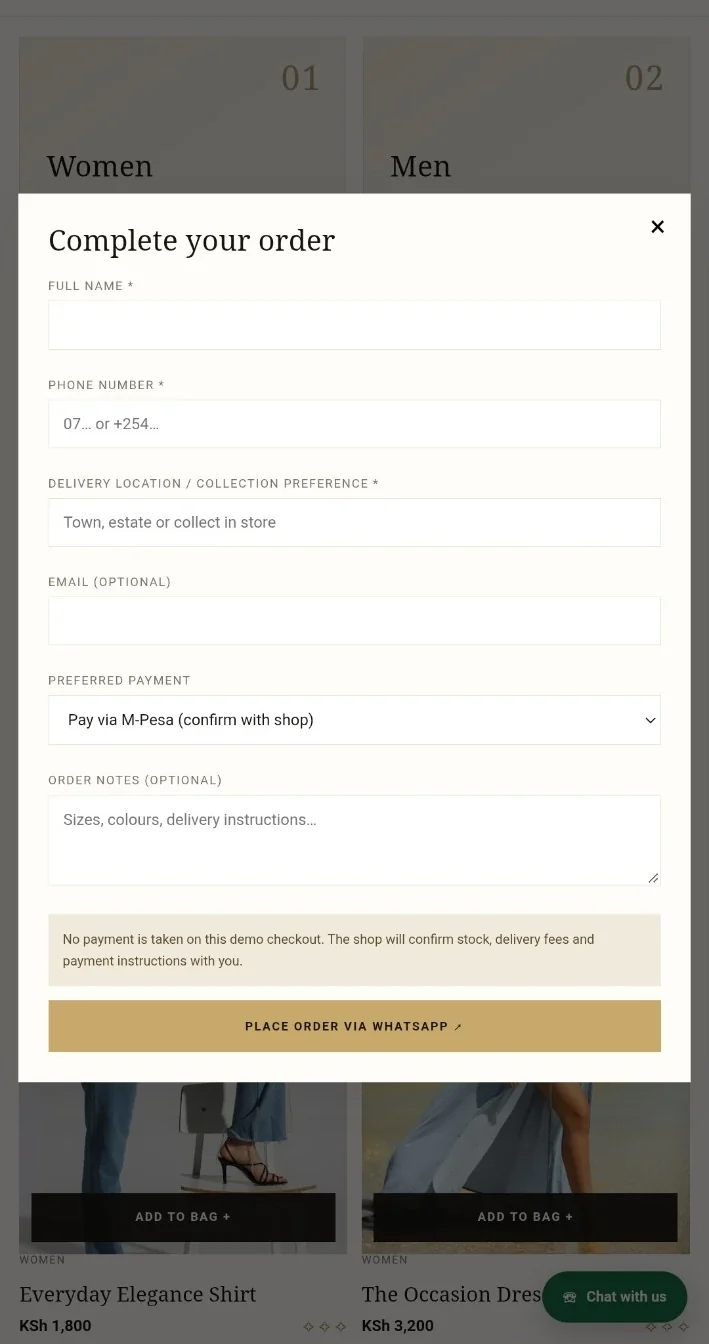 01
02
Women
Men
Complete your order
FULL NAME *
PHONE NUMBER *
07... or +254...
DELIVERY LOCATION / COLLECTION PREFERENCE *
Town, estate or collect in store
EMAIL (OPTIONAL)
PREFERRED PAYMENT
Pay via M-Pesa (confirm with shop)
ORDER NOTES (OPTIONAL)
Sizes, colours, delivery instructions...
No payment is taken on this demo checkout. The shop will confirm stock, delivery fees and
payment instructions with you.
PLACE ORDER VIA WHATSAPP ↗
ADD TO BAG +
ADD TO BAG +
WOMEN
WOMEN
Everyday Elegance Shirt
The Occasion Dres
Chat with us
KSh 1,800
KSh 3,200